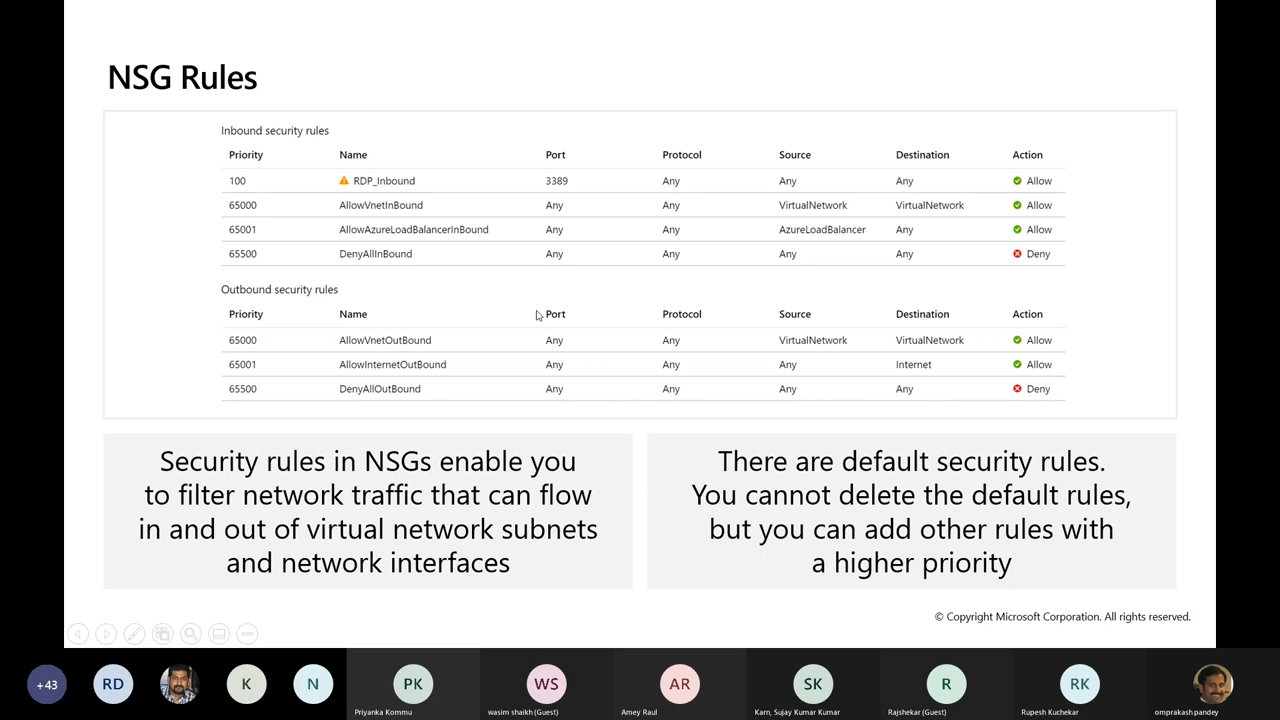 NSG Rules
Inbound security rules
Priority Name Port Protocol Source Destination Action
100 RDP_Inbound 3389 Any Any Any Allow
65000 AllowVnetInBound Any Any VirtualNetwork VirtualNetwork Allow
65001 AllowAzureLoadBalancerInBound Any Any AzureLoadBalancer Any Allow
65500 DenyAllInBound Any Any Any Any Deny
Outbound security rules
Priority Name Port Protocol Source Destination Action
65000 AllowVnetOutBound Any Any VirtualNetwork VirtualNetwork Allow
65001 AllowInternetOutBound Any Any Any Internet Allow
65500 DenyAllOutBound Any Any Any Any Deny
Security rules in NSGs enable you
to filter network traffic that can flow
in and out of virtual network subnets
and network interfaces
There are default security rules.
You cannot delete the default rules,
but you can add other rules with
a higher priority
© Copyright Microsoft Corporation. All rights reserved.
+43 RD K N PK WS AR SK R RK
Priyanka Kommu wasim shaikh (Guest) Amey Raul Karn, Sujay Kumar Kumar Rajshekar (Guest) Rupesh Kuchekar omprakash pandey